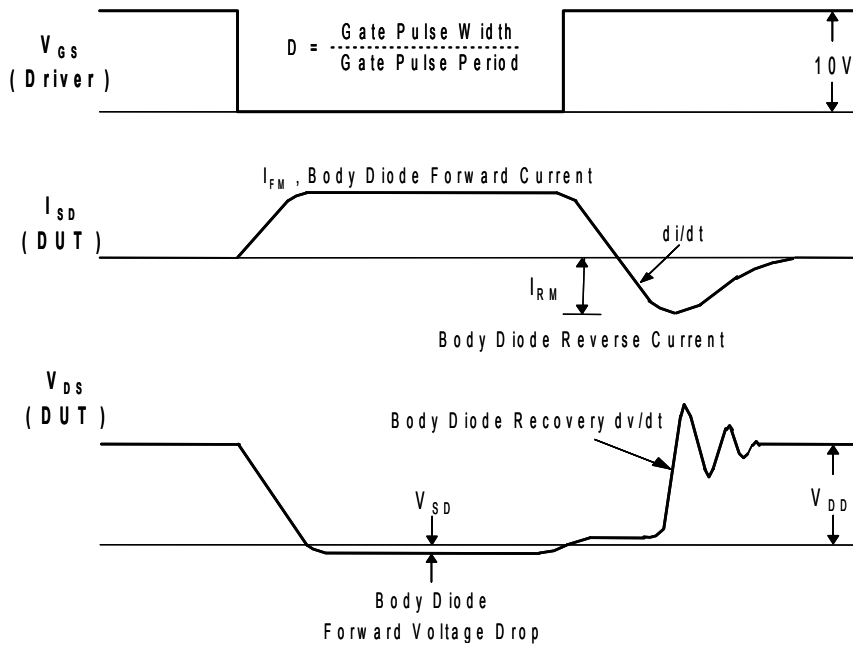 V GS
( Driver )
D = Gate Pulse Width
Gate Pulse Period
10V
I FM , Body Diode Forward Current
I SD
( DUT )
di/dt
I RM
Body Diode Reverse Current
V DS
( DUT )
Body Diode Recovery dv/dt
V SD
V DD
Body Diode
Forward Voltage Drop